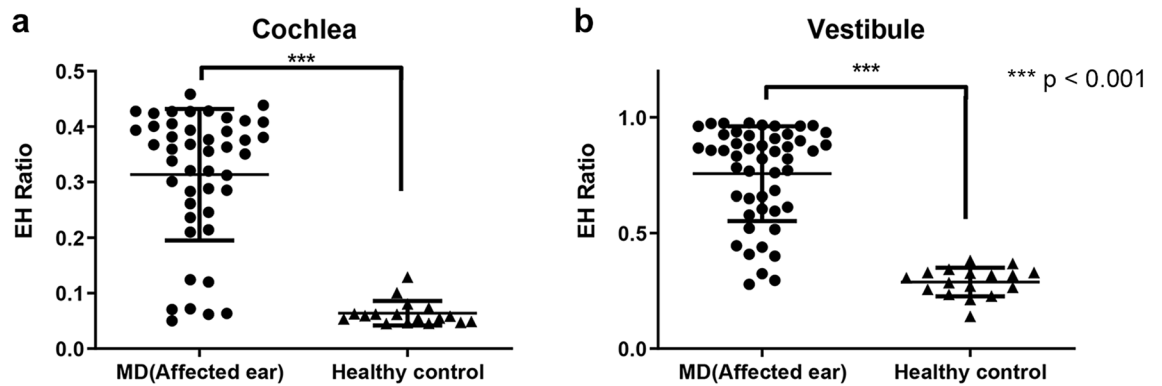 a
Cochlea
***
EH Ratio
0.5
0.4
0.3
0.2
0.1
0.0
MD(Affected ear)
Healthy control
b
Vestibule
***
*** p < 0.001
EH Ratio
1.0
0.5
0.0
MD(Affected ear)
Healthy control